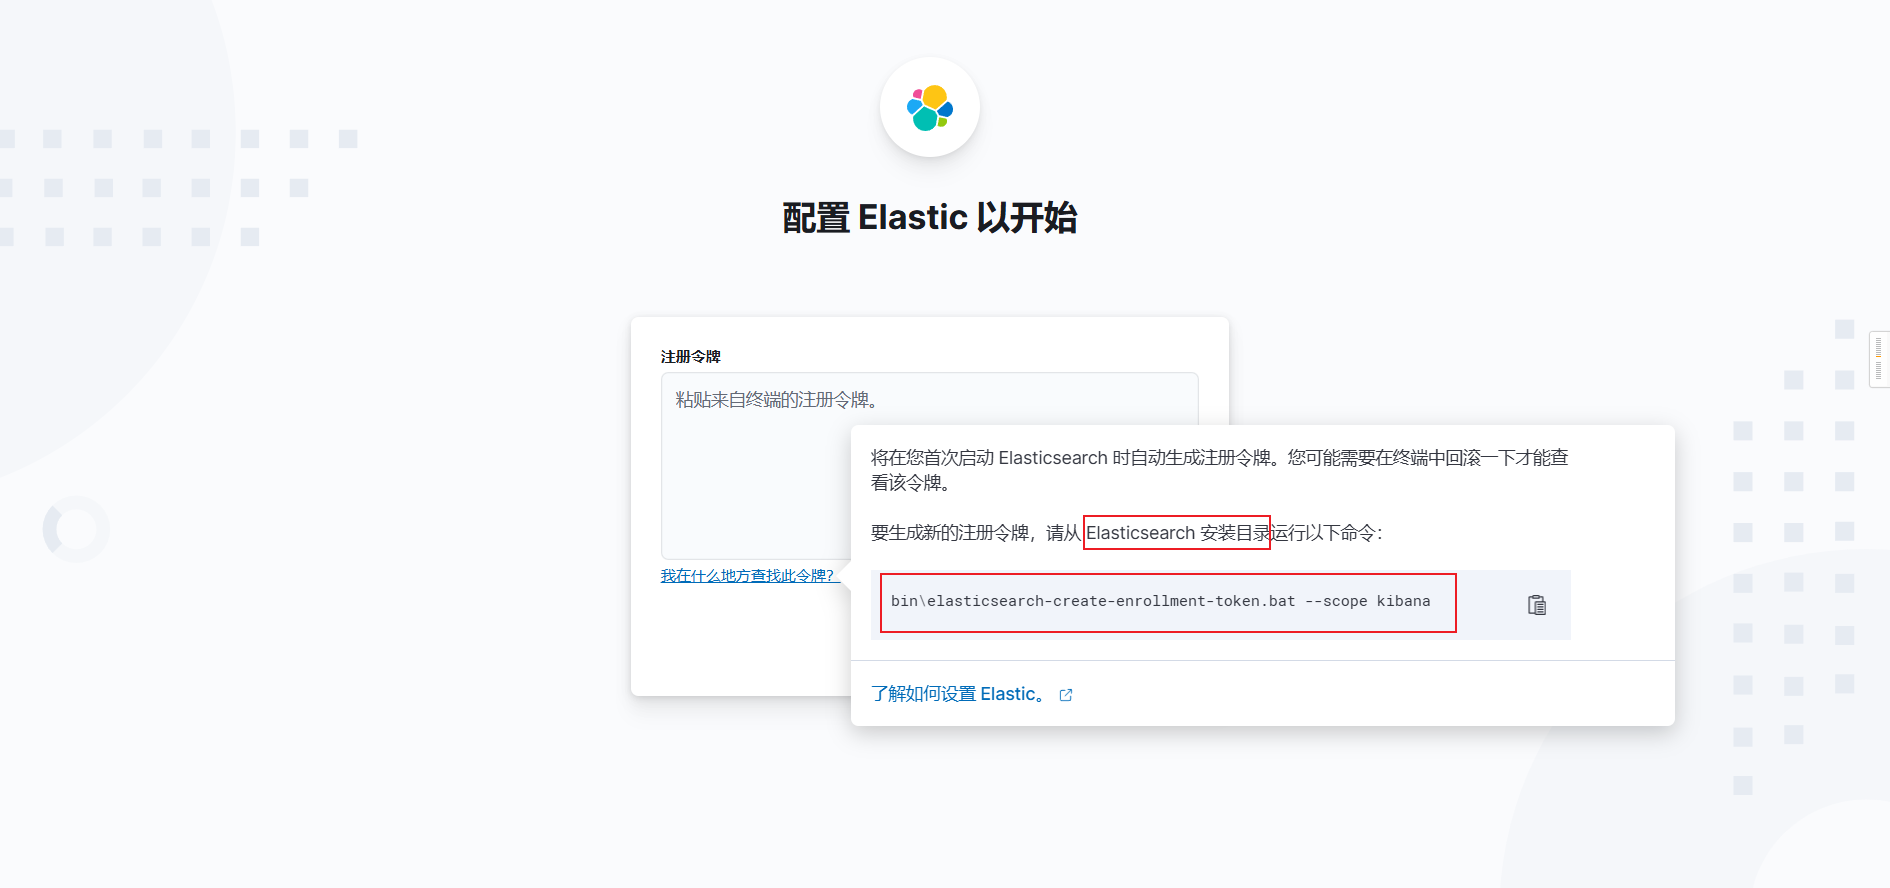 配置 Elastic 以开始
注册令牌
粘贴来自终端的注册令牌。
将在您首次启动 Elasticsearch 时自动生成注册令牌。您可能需要在终端中回滚一下才能查
看该令牌。
要生成新的注册令牌，请从 Elasticsearch 安装目录运行以下命令：
我在什么地方查找此令牌？
bin\elasticsearch-create-enrollment-token.bat --scope kibana
了解如何设置 Elastic。